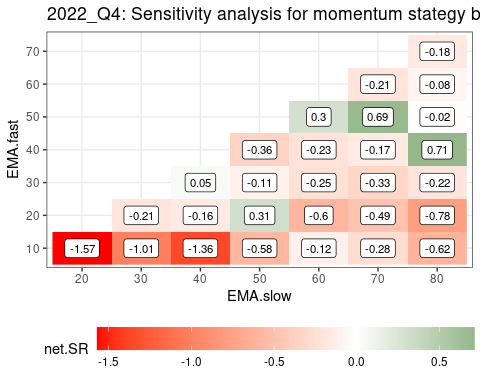 2022_Q4: Sensitivity analysis for momentum stategy b
70 -0.18
60 -0.21 -0.08
50 0.3 0.69 -0.02
40 -0.36 -0.23 -0.17 0.71
30 0.05 -0.11 -0.25 -0.33 -0.22
20 -0.21 -0.16 0.31 -0.6 -0.49 -0.78
10 -1.57 -1.01 -1.36 -0.58 -0.12 -0.28 -0.62
EMA.fast
20 30 40 50 60 70 80
EMA.slow
net.SR
-1.5 -1.0 -0.5 0.0 0.5